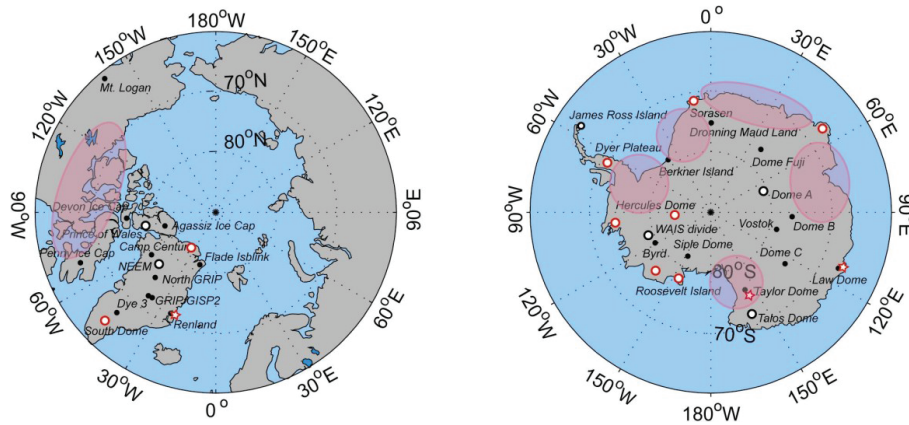 180°W
150°W
150°E
120°W
120°E
90°W
90°E
60°W
60°E
30°W
30°E
0°
70°N
80°N
Mt. Logan
Devon Ice Cap
Prince of Wales
Agassiz Ice Cap
Penny Ice Cap
Camp Century
Flade Isblink
NEEM
North GRIP
GRIP/GISP2
Dye 3
Renland
South Dome
0°
30°W
30°E
60°W
60°E
90°W
120°E
150°W
150°E
180°W
80°S
70°S
James Ross Island
Sorasen
Dronning Maud Land
Dyer Plateau
Dome Fuji
Berkner Island
Dome A
Hercules Dome
WAIS divide
Vostok
Dome B
Byrd
Siple Dome
Dome C
Roosevelt Island
Law Dome
Taylor Dome
Talos Dome